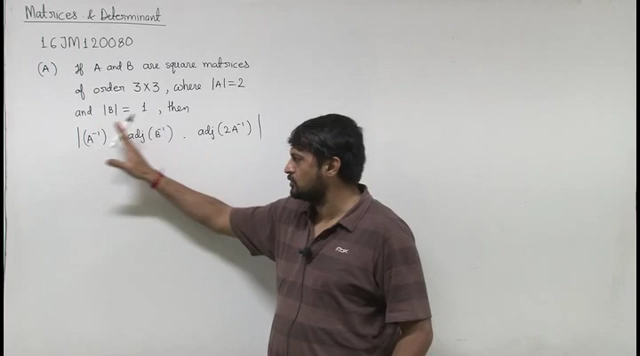 Matrices & Determinant
16JM120080
(A) If A and B are square matrices
of order 3×3, where |A|=2
and |B|= 1 , then
|(A⁻¹) . adj(B⁻¹) . adj(2A⁻¹)|